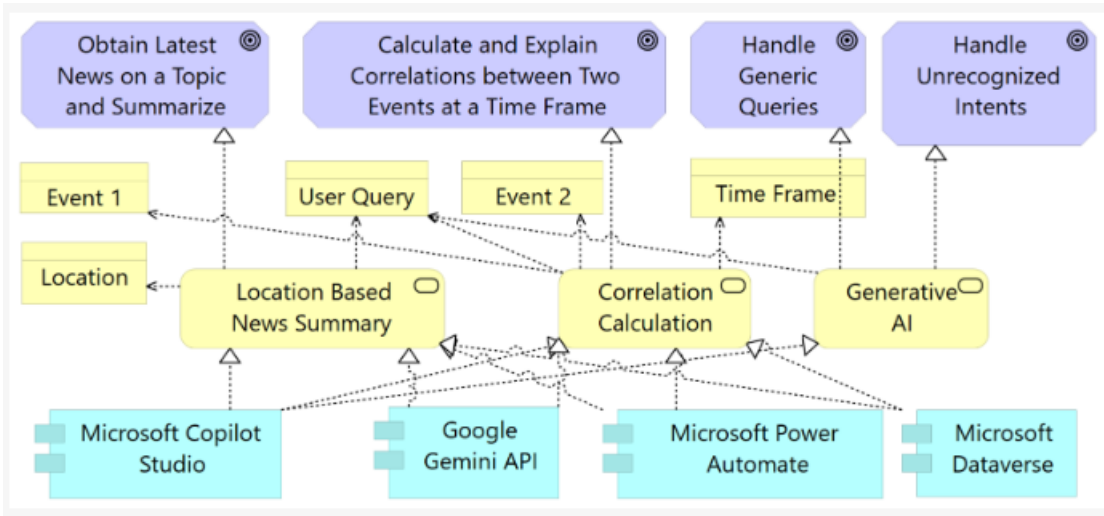 Obtain Latest
News on a Topic
and Summarize
Calculate and Explain
Correlations between Two
Events at a Time Frame
Handle
Generic
Queries
Handle
Unrecognized
Intents
Event 1
User Query
Event 2
Time Frame
Location
Location Based
News Summary
Correlation
Calculation
Generative
AI
Microsoft Copilot
Studio
Google
Gemini API
Microsoft Power
Automate
Microsoft
Dataverse